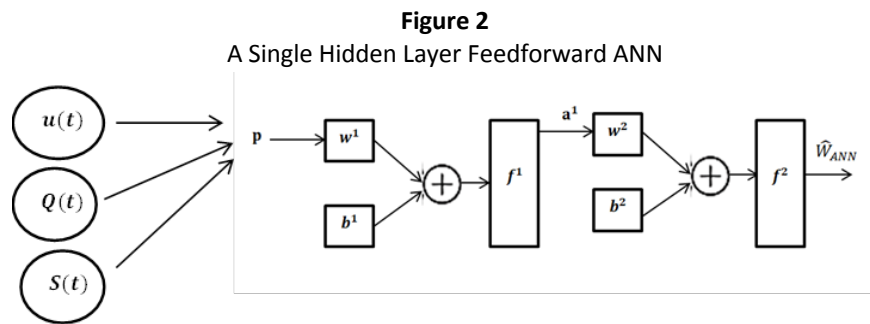 Figure 2
A Single Hidden Layer Feedforward ANN
u(t)
Q(t)
S(t)
p
w¹
b¹
f¹
a¹
w²
b²
f²
Ŵ_ANN